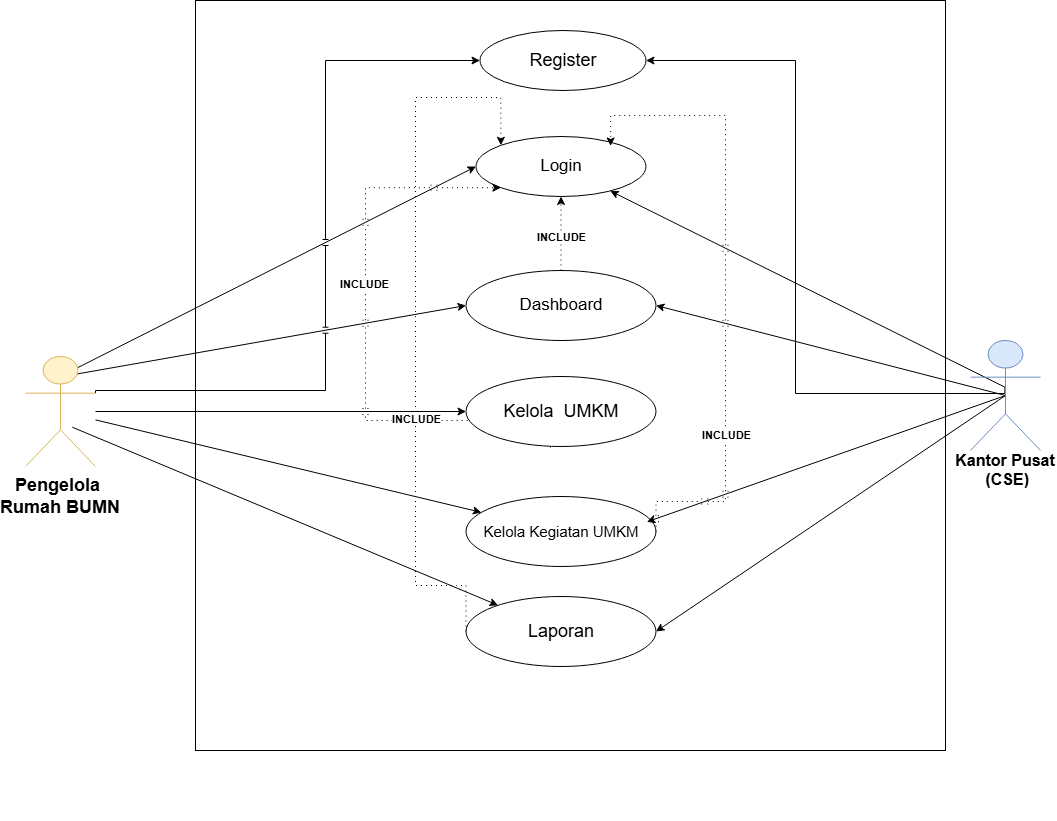 Register
Login
INCLUDE
INCLUDE
Dashboard
Kelola  UMKM
INCLUDE
INCLUDE
Kantor Pusat
(CSE)
Pengelola
Rumah BUMN
Kelola Kegiatan UMKM
Laporan